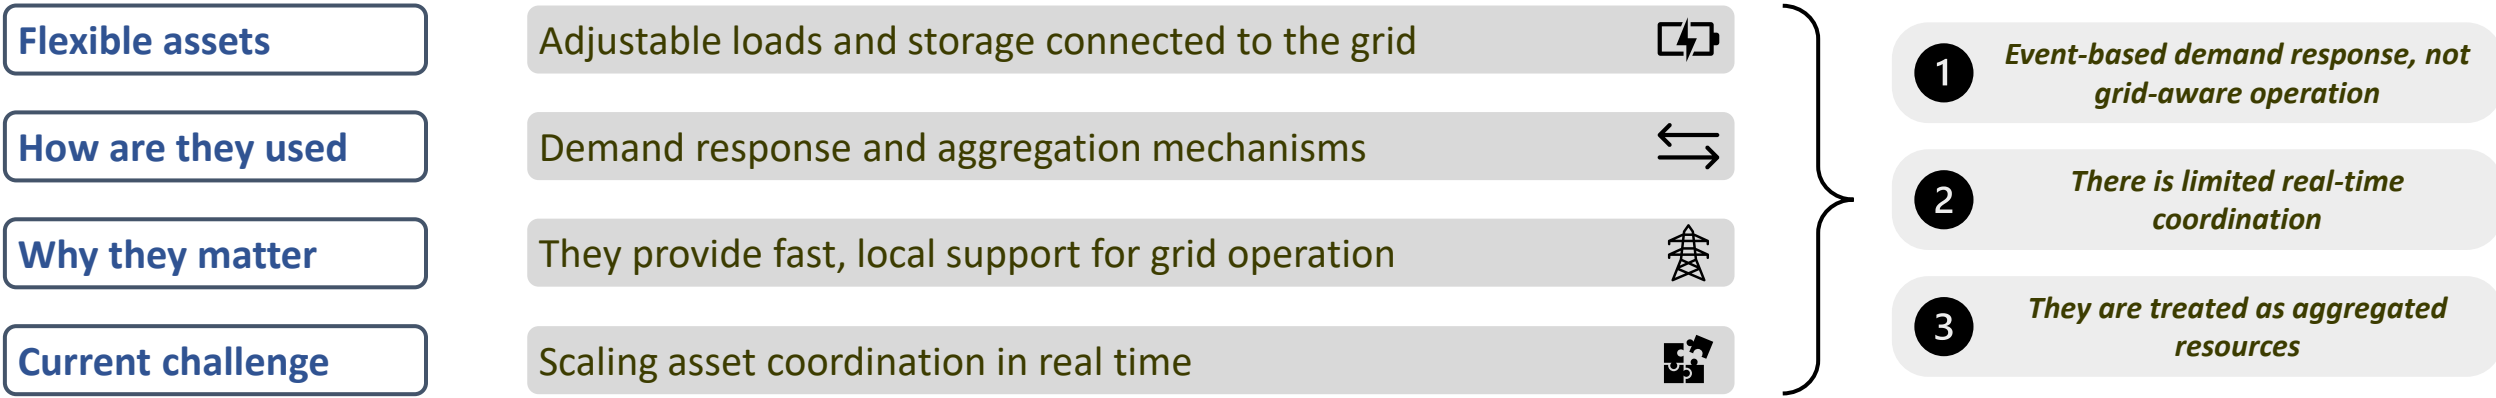 Flexible assets
Adjustable loads and storage connected to the grid
How are they used
Demand response and aggregation mechanisms
Why they matter
They provide fast, local support for grid operation
Current challenge
Scaling asset coordination in real time
1
Event-based demand response, not
grid-aware operation
2
There is limited real-time
coordination
3
They are treated as aggregated
resources